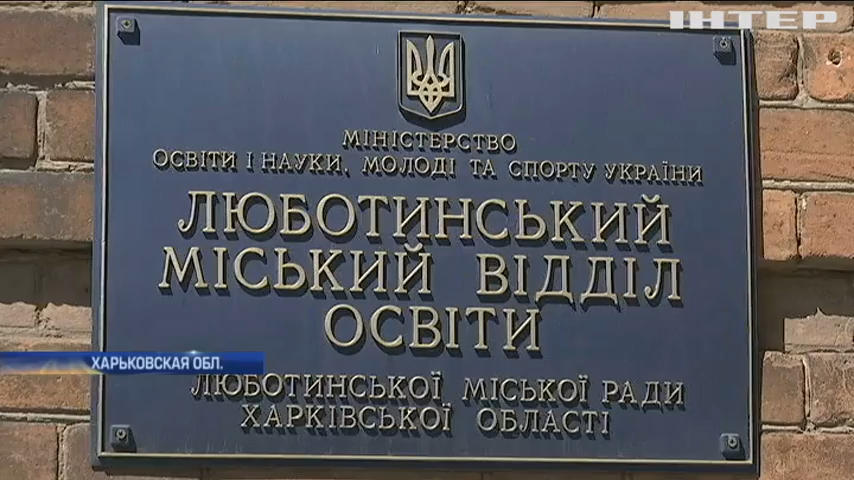 ІНТЕР
МІНІСТЕРСТВО
ОСВІТИ І НАУКИ, МОЛОДІ ТА СПОРТУ УКРАЇНИ
ЛЮБОТИНСЬКИЙ
МІСЬКИЙ ВІДДІЛ
ОСВІТИ
ХАРЬКОВСКАЯ ОБЛ.
ЛЮБОТИНСЬКОЇ МІСЬКОЇ РАДИ
ХАРКІВСЬКОЇ ОБЛАСТІ